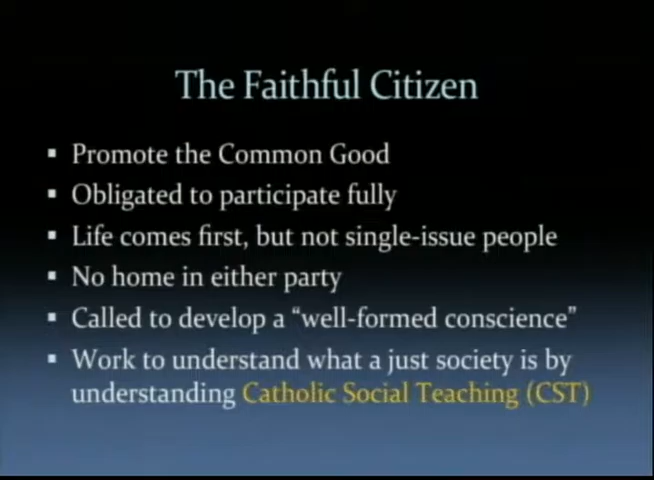 The Faithful Citizen
▪ Promote the Common Good
▪ Obligated to participate fully
▪ Life comes first, but not single-issue people
▪ No home in either party
▪ Called to develop a “well-formed conscience”
▪ Work to understand what a just society is by
understanding Catholic Social Teaching (CST)